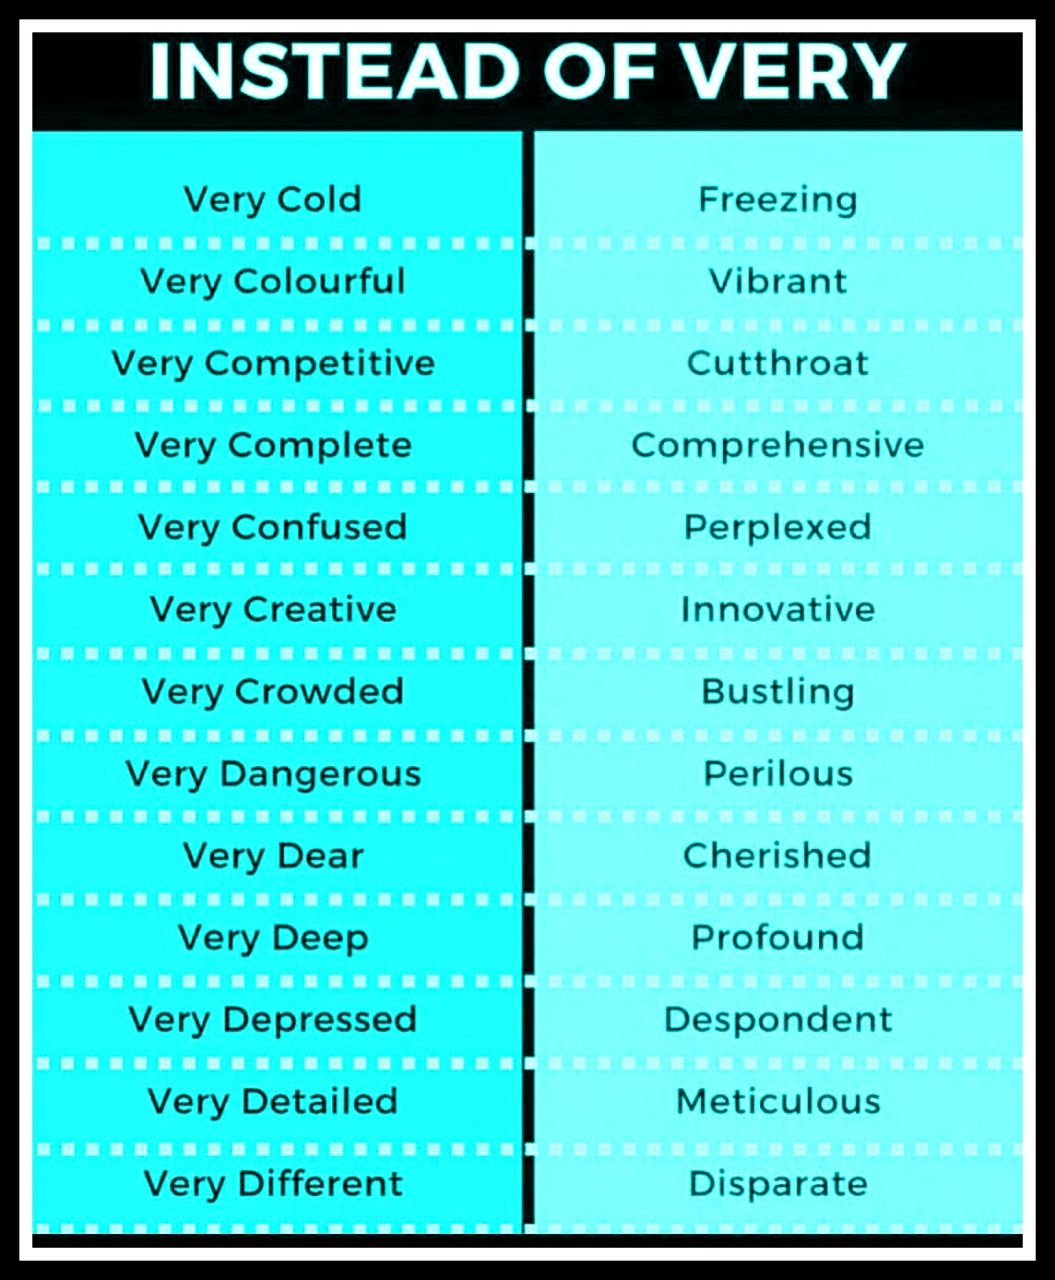 INSTEAD OF VERY
Very Cold Freezing
Very Colourful Vibrant
Very Competitive Cutthroat
Very Complete Comprehensive
Very Confused Perplexed
Very Creative Innovative
Very Crowded Bustling
Very Dangerous Perilous
Very Dear Cherished
Very Deep Profound
Very Depressed Despondent
Very Detailed Meticulous
Very Different Disparate